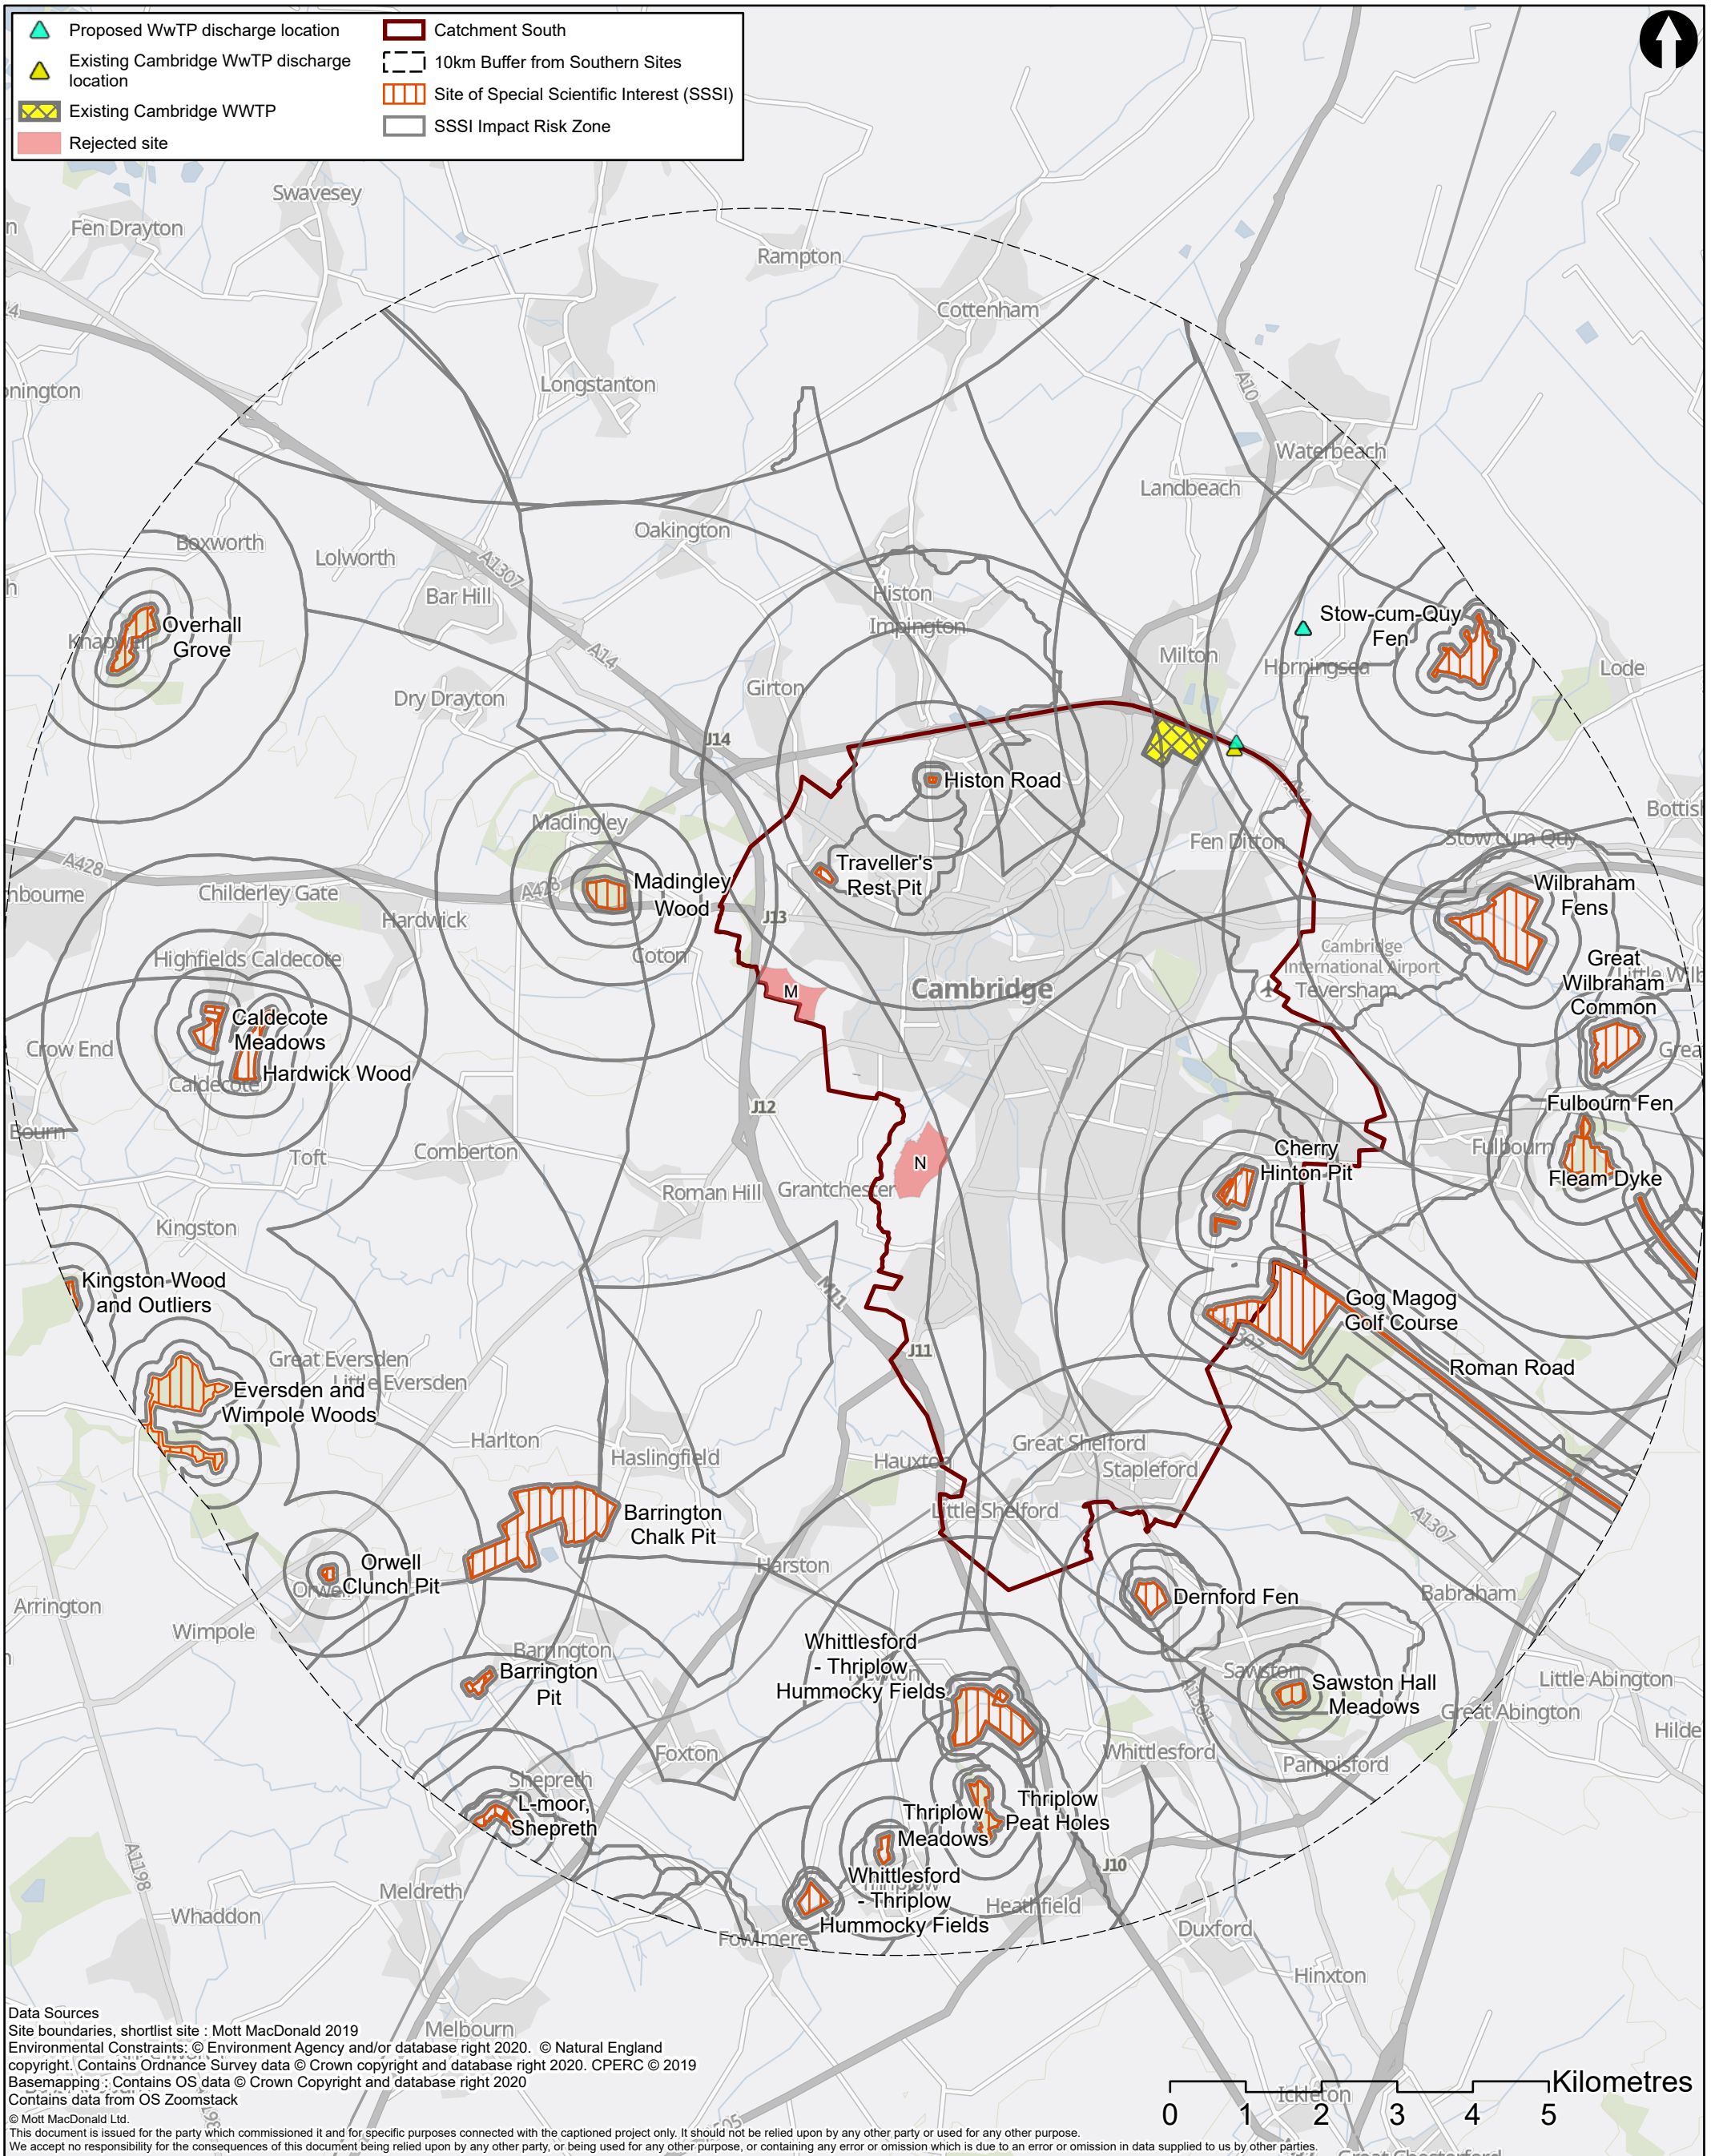 Proposed WwTP discharge location
Existing Cambridge WwTP discharge
location
Existing Cambridge WWTP
Rejected site
Catchment South
10km Buffer from Southern Sites
Site of Special Scientific Interest (SSSI)
SSSI Impact Risk Zone
Swavesey
Fen Drayton
Rampton
Cottenham
Longstanton
A10
Waterbeach
Landbeach
Oakington
Boxworth
Lolworth
A1307
Bar Hill
Histon
Impington
Stow-cum-Quy
Fen
Overhall
Grove
Knapwell
A14
Milton
Horningsea
Lode
Girton
Dry Drayton
J14
Histon Road
A14
Madingley
Fen Ditton
Stow cum Quy
A428
Childerley Gate
A428
Madingley
Wood
Traveller's
Rest Pit
Wilbraham
Fens
Hardwick
J13
Highfields Caldecote
Coton
Cambridge
International Airport
Great
Wilbraham
Common
M
Cambridge
Teversham
Caldecote
Meadows
Crow End
Hardwick Wood
Caldecote
J12
Fulbourn Fen
Bourn
Toft
Comberton
Cherry
Hinton Pit
Fulbourn
N
Fleam Dyke
Roman Hill
Grantchester
Kingston
Kingston Wood
and Outliers
M11
Gog Magog
Golf Course
J11
Great Eversden
Little Eversden
Roman Road
Eversden and
Wimpole Woods
Harlton
Haslingfield
Hauxton
Great Shelford
Stapleford
Little Shelford
Barrington
Chalk Pit
A1307
Harston
Orwell
Clunch Pit
Orwell
Dernford Fen
Babraham
Arrington
Wimpole
Barrington
Barrington
Pit
Whittlesford
- Thriplow
Hummocky Fields
Sawston
Sawston Hall
Meadows
Little Abington
Great Abington
Foxton
Whittlesford
Pampisford
Shepreth
L-moor,
Shepreth
Thriplow
Meadows
Thriplow
Peat Holes
J10
A1198
Meldreth
Whittlesford
- Thriplow
Hummocky Fields
Heathfield
Whaddon
Fowlmere
Duxford
Hinxton
Data Sources
Site boundaries, shortlist site : Mott MacDonald 2019
Melbourn
Environmental Constraints: © Environment Agency and/or database right 2020.  © Natural England
copyright. Contains Ordnance Survey data © Crown copyright and database right 2020. CPERC © 2019
Basemapping : Contains OS data © Crown Copyright and database right 2020
Contains data from OS Zoomstack
© Mott MacDonald Ltd.
This document is issued for the party which commissioned it and for specific purposes connected with the captioned project only. It should not be relied upon by any other party or used for any other purpose.
We accept no responsibility for the consequences of this document being relied upon by any other party, or being used for any other purpose, or containing any error or omission which is due to an error or omission in data supplied to us by other parties.
Ickleton
Kilometres
0 1 2 3 4 5